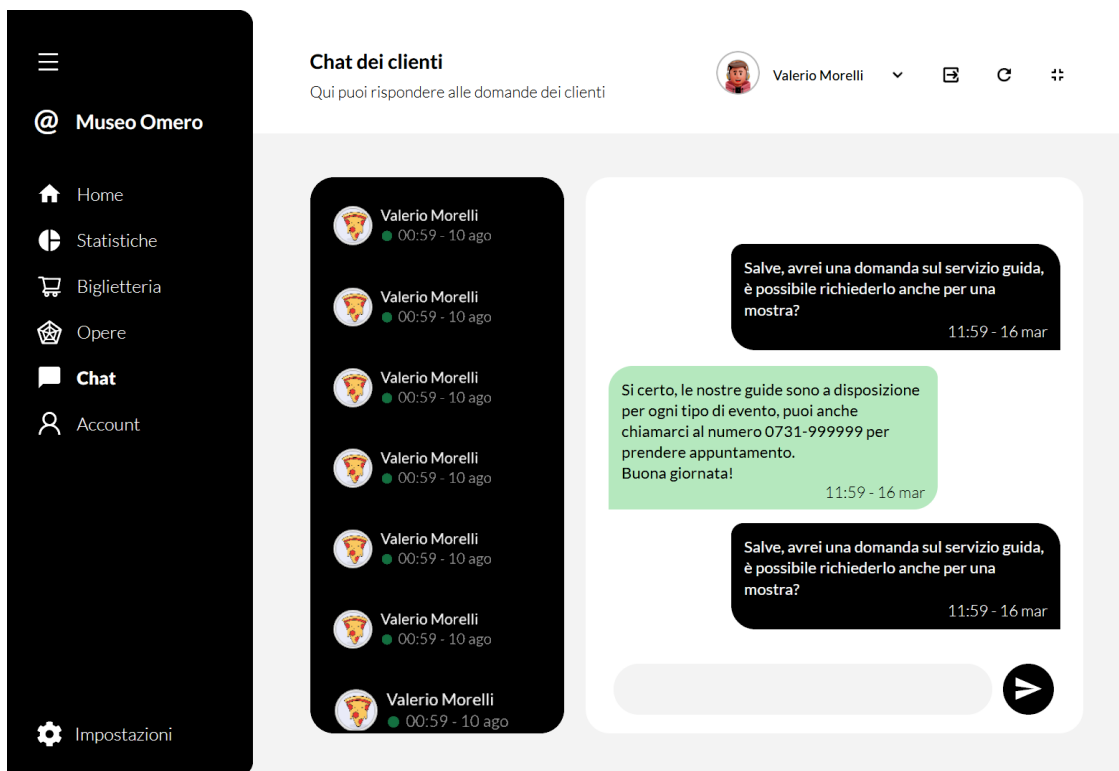 Chat dei clienti
Qui puoi rispondere alle domande dei clienti
Valerio Morelli
@ Museo Omero
Home
Statistiche
Biglietteria
Opere
Chat
Account
Impostazioni
Valerio Morelli
00:59 - 10 ago
Valerio Morelli
00:59 - 10 ago
Valerio Morelli
00:59 - 10 ago
Valerio Morelli
00:59 - 10 ago
Valerio Morelli
00:59 - 10 ago
Valerio Morelli
00:59 - 10 ago
Valerio Morelli
00:59 - 10 ago
Salve, avrei una domanda sul servizio guida,
è possibile richiederlo anche per una
mostra?
11:59 - 16 mar
Si certo, le nostre guide sono a disposizione
per ogni tipo di evento, puoi anche
chiamarci al numero 0731-999999 per
prendere appuntamento.
Buona giornata!
11:59 - 16 mar
Salve, avrei una domanda sul servizio guida,
è possibile richiederlo anche per una
mostra?
11:59 - 16 mar